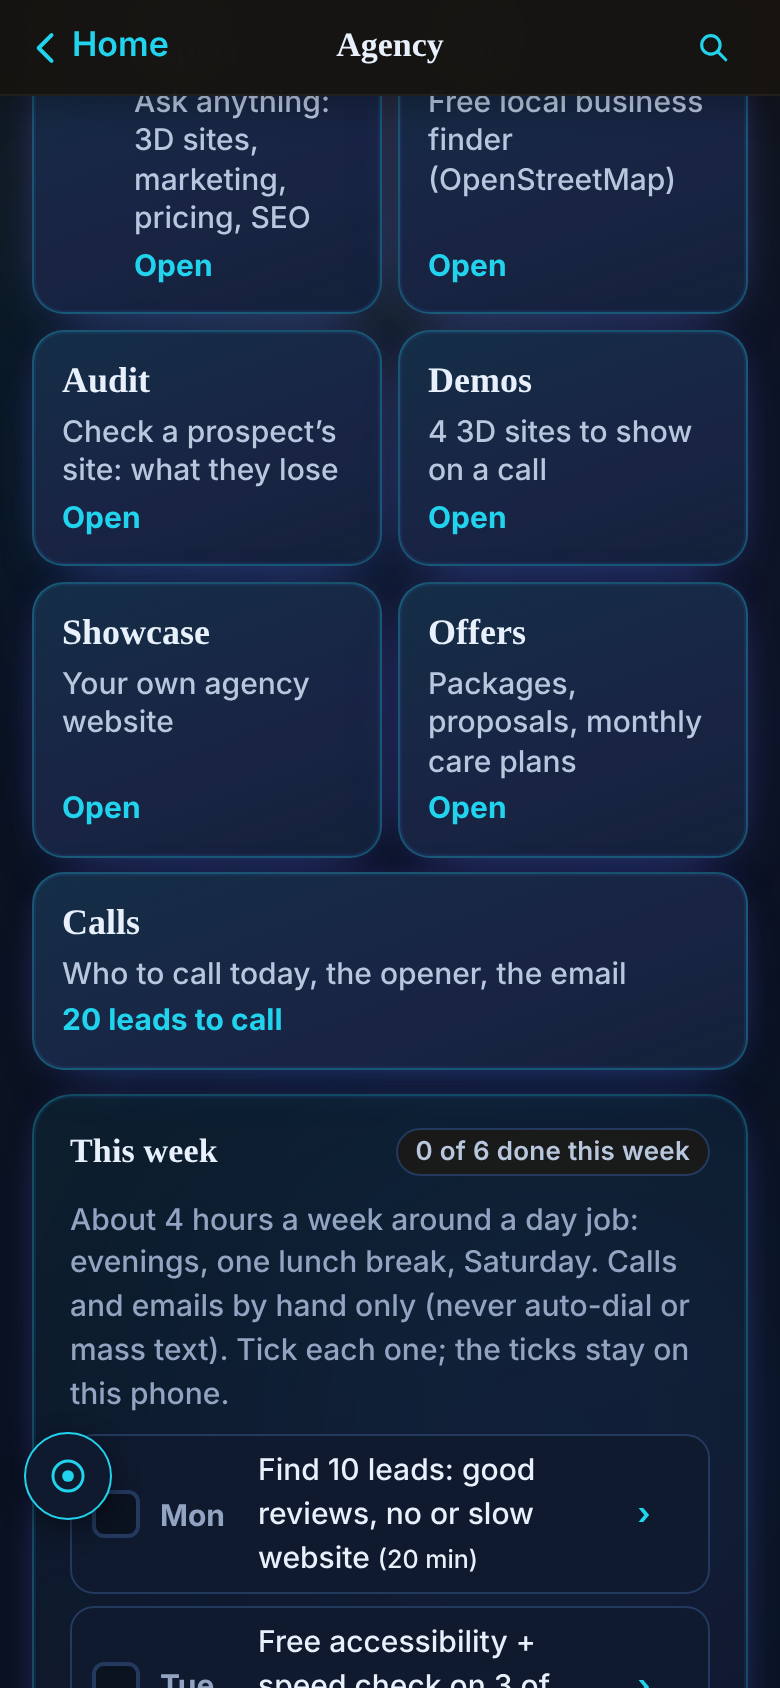 Home
Agency
Ask anything:
3D sites,
marketing,
pricing, SEO
Open
Free local business
finder
(OpenStreetMap)
Open
Audit
Check a prospect’s
site: what they lose
Open
Demos
4 3D sites to show
on a call
Open
Showcase
Your own agency
website
Open
Offers
Packages,
proposals, monthly
care plans
Open
Calls
Who to call today, the opener, the email
20 leads to call
This week
0 of 6 done this week
About 4 hours a week around a day job:
evenings, one lunch break, Saturday. Calls
and emails by hand only (never auto-dial or
mass text). Tick each one; the ticks stay on
this phone.
Mon
Find 10 leads: good
reviews, no or slow
website (20 min)
Tue
Free accessibility +
speed check on 3 of